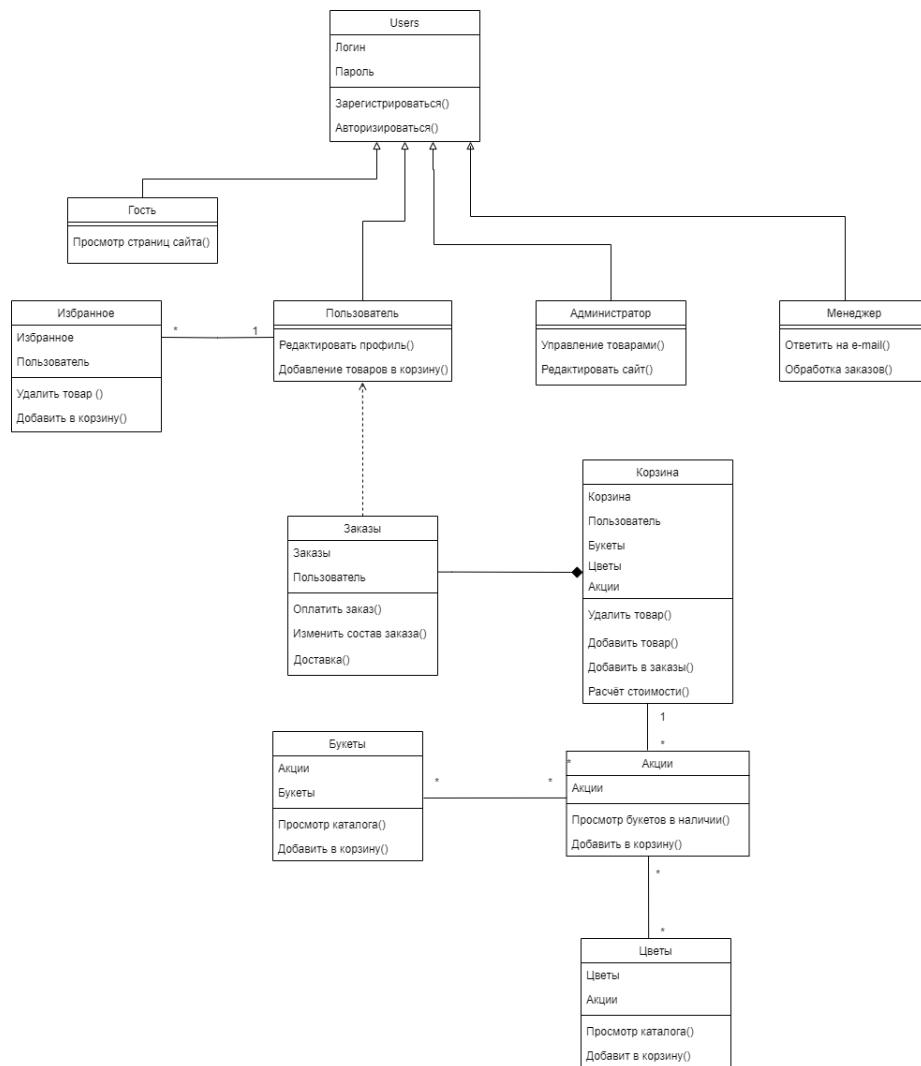 Users
Логин
Пароль
Зарегистрироваться()
Авторизироваться()
Гость
Просмотр страниц сайта()
Избранное
Избранное
Пользователь
Удалить товар ()
Добавить в корзину()
*
1
Пользователь
Редактировать профиль()
Добавление товаров в корзину()
Администратор
Управление товарами()
Редактировать сайт()
Менеджер
Ответить на e-mail()
Обработка заказов()
Заказы
Заказы
Пользователь
Оплатить заказ()
Изменить состав заказа()
Доставка()
Корзина
Корзина
Пользователь
Букеты
Цветы
Акции
Удалить товар()
Добавить товар()
Добавить в заказы()
Расчёт стоимости()
1
*
Букеты
Акции
Букеты
Просмотр каталога()
Добавить в корзину()
*
*
*
Акции
Акции
Просмотр букетов в наличии()
Добавить в корзину()
*
*
Цветы
Цветы
Акции
Просмотр каталога()
Добавит в корзину()